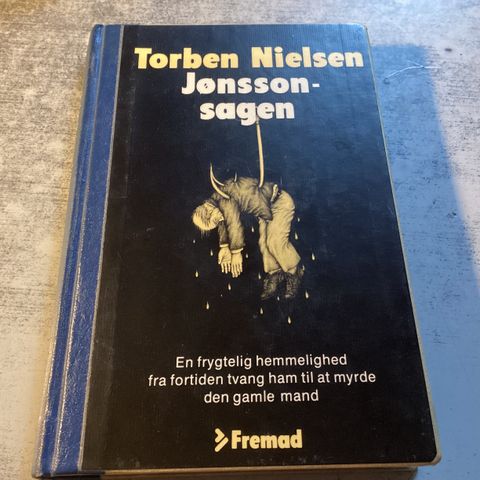 Torben Nielsen
Jønsson-
sagen
En frygtelig hemmelighed
fra fortiden tvang ham til at myrde
den gamle mand
Fremad